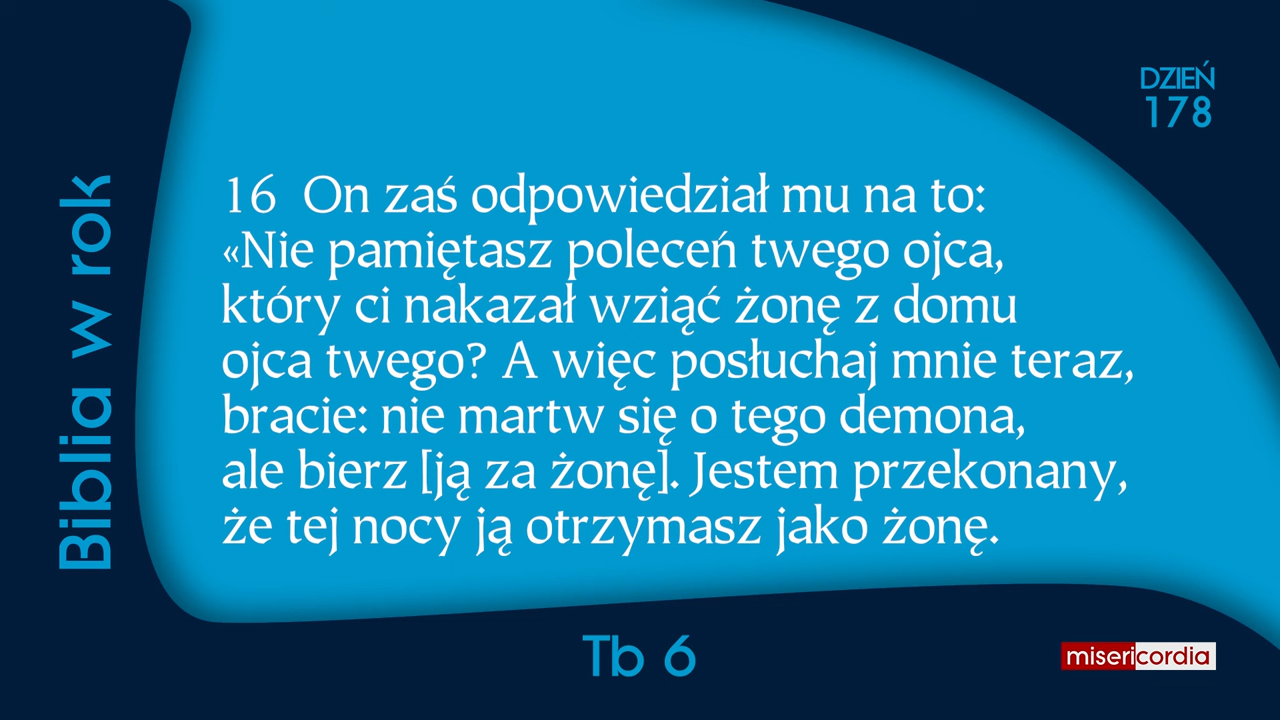 DZIEŃ
178
Biblia w rok
16 On zaś odpowiedział mu na to:
«Nie pamiętasz poleceń twego ojca,
który ci nakazał wziąć żonę z domu
ojca twego? A więc posłuchaj mnie teraz,
bracie: nie martw się o tego demona,
ale bierz [ją za żonę]. Jestem przekonany,
że tej nocy ją otrzymasz jako żonę.
Tb 6
misericordia